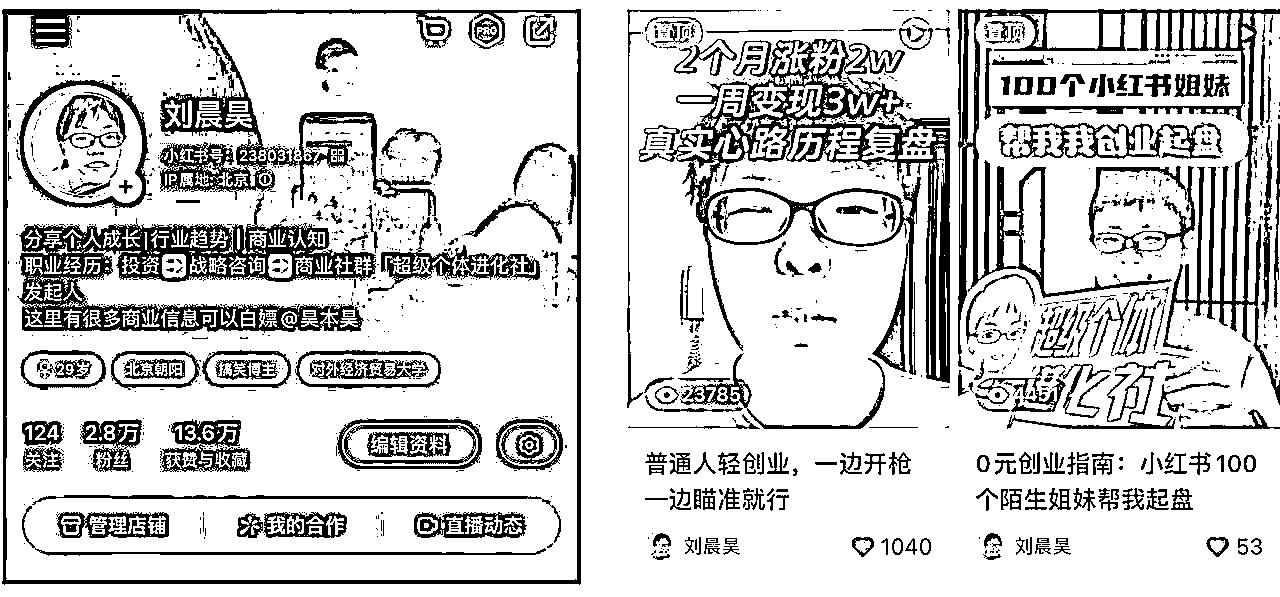 PRO
刘晨昊
小红书号：238031867
IP属地：北京
分享个人成长|行业趋势|商业认知
职业经历：投资➡战略咨询➡商业社群「超级个体进化社」
发起人
这里有很多商业信息可以白嫖@昊本昊
29岁 北京朝阳 搞笑博主 对外经济贸易大学
124 2.8万 13.6万
关注 粉丝 获赞与收藏
编辑资料
管理店铺 我的合作 直播动态
置顶
2个月涨粉2w
一周变现3w+
真实心路历程复盘
23785
普通人轻创业，一边开枪
一边瞄准就行
刘晨昊 1040
置顶
100个小红书姐妹
帮我我创业起盘
超级个体
进化社
4491
0元创业指南：小红书100
个陌生姐妹帮我起盘
刘晨昊 53